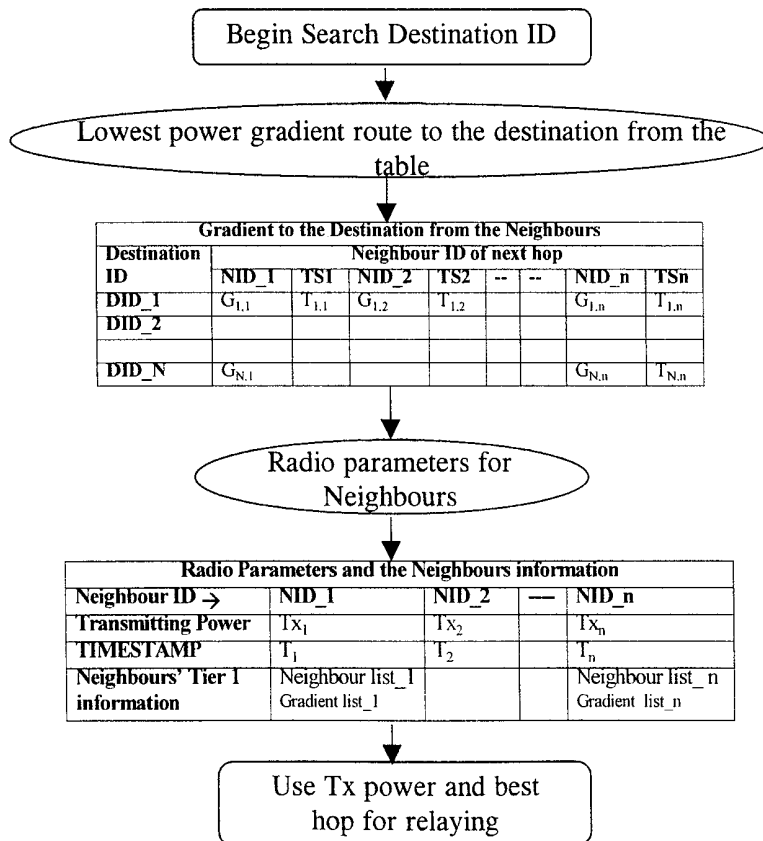 Begin Search Destination ID
Lowest power gradient route to the destination from the
table
Gradient to the Destination from the Neighbours
Destination ID Neighbour ID of next hop
NID_1 TS1 NID_2 TS2 -- -- NID_n TSn
DID_1 G1,1 T1,1 G1,2 T1,2 G1,n T1,n
DID_2
DID_N GN,1 GN,n TN,n
Radio parameters for
Neighbours
Radio Parameters and the Neighbours information
Neighbour ID → NID_1 NID_2 — NID_n
Transmitting Power Tx1 Tx2 Txn
TIMESTAMP T1 T2 Tn
Neighbours' Tier 1 Neighbour list_1 Neighbour list_n
information Gradient list_1 Gradient list_n
Use Tx power and best
hop for relaying